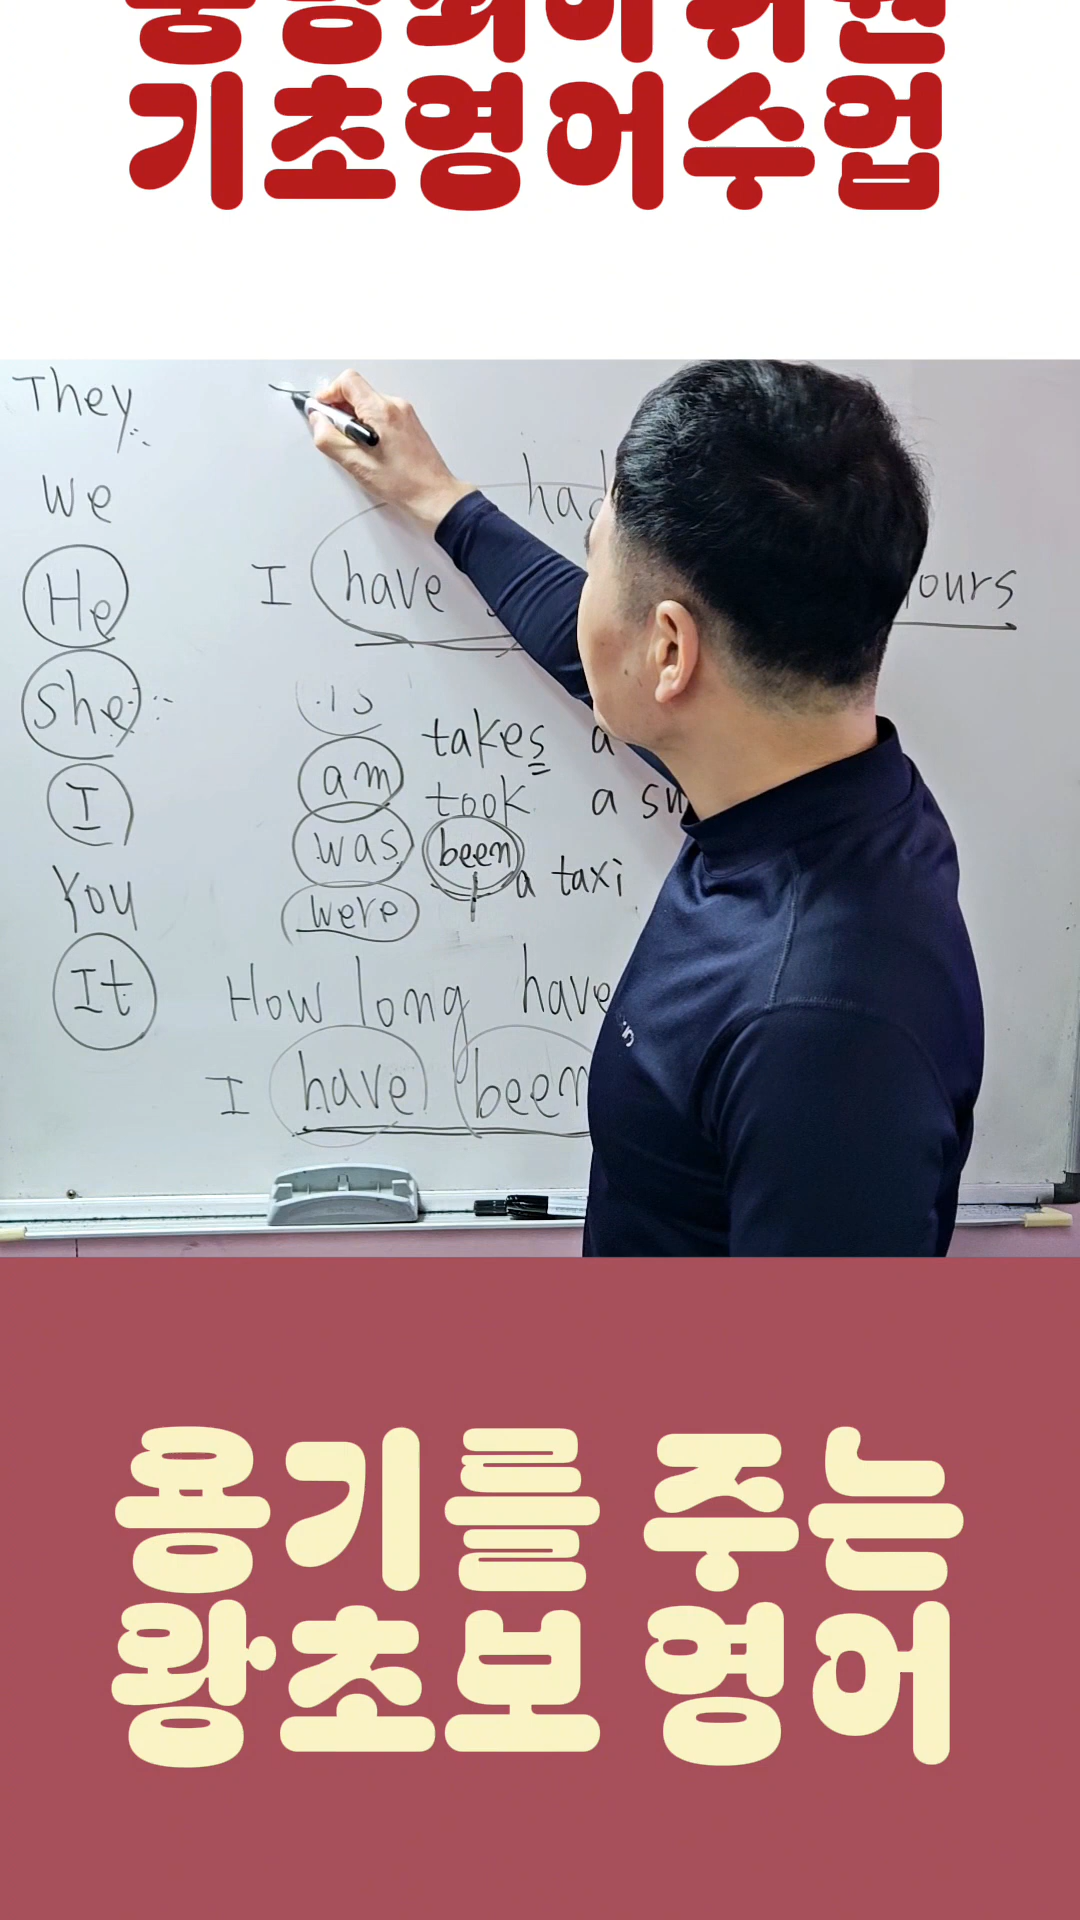 기초영어수업
They
had
We
I have
ours
He
she
is
takes a
am
took a su
I
was
been
a taxi
You
were
It
How long have
I have been
용기를 주는
왕초보 영어